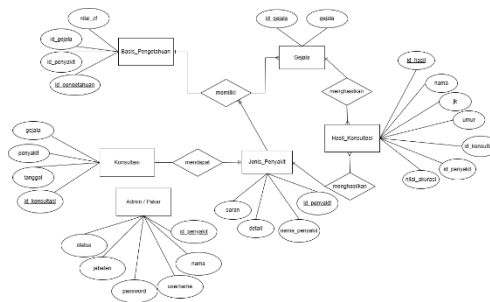 nilai_cf
id_gejala
id_penyakit
id_pengetahuan
Basis_Pengetahuan
id_gejala
gejala
Gejala
memiliki
menghasilkan
id_hasil
nama
jk
umur
id_konsultasi
id_penyakit
nilai_akurasi
Hasil_Konsultasi
gejala
penyakit
tanggal
id_konsultasi
Konsultasi
mendapat
Jenis_Penyakit
menghasilkan
saran
detail
nama_penyakit
id_penyakit
Admin / Pakar
status
jabatan
password
username
nama
id_penyakit